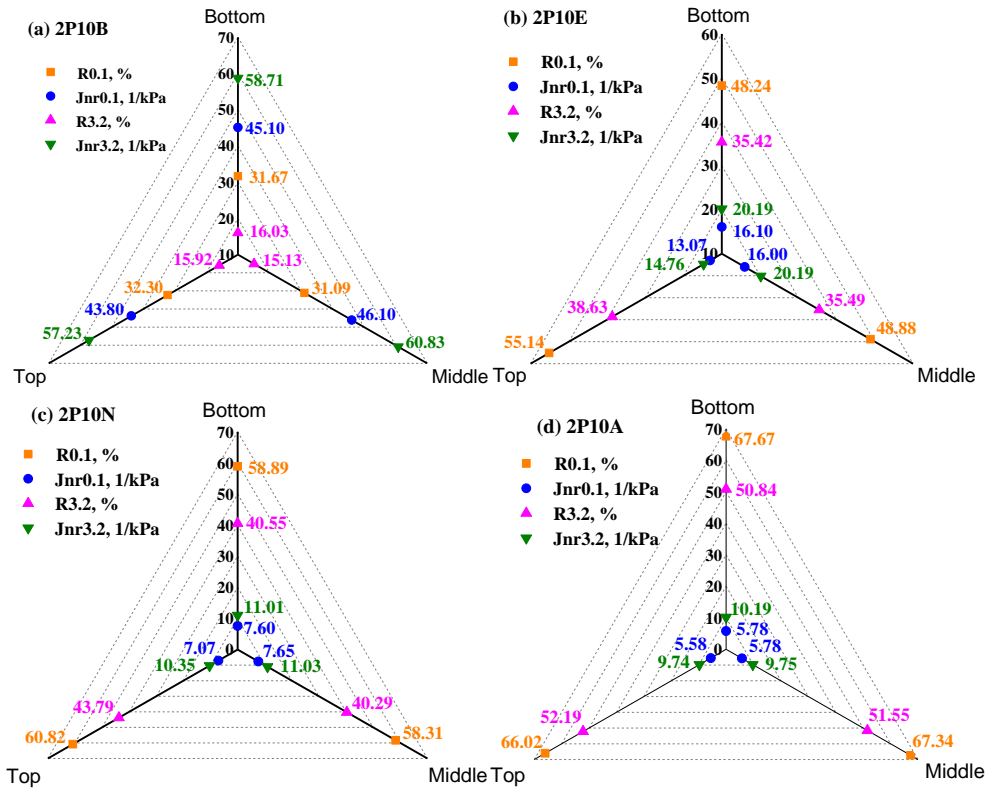 (a) 2P10B
Bottom
R0.1, %
Jnr0.1, 1/kPa
R3.2, %
Jnr3.2, 1/kPa
70
60
50
40
30
20
10
58.71
45.10
31.67
16.03
15.92
15.13
32.30
31.09
43.80
46.10
57.23
60.83
Top
Middle
(b) 2P10E
Bottom
R0.1, %
Jnr0.1, 1/kPa
R3.2, %
Jnr3.2, 1/kPa
60
50
40
30
20
10
48.24
35.42
20.19
16.10
13.07
16.00
14.76
20.19
38.63
35.49
55.14
48.88
Top
Middle
(c) 2P10N
Bottom
R0.1, %
Jnr0.1, 1/kPa
R3.2, %
Jnr3.2, 1/kPa
70
60
50
40
30
20
10
0
58.89
40.55
11.01
7.60
7.07
7.65
10.35
11.03
43.79
40.29
60.82
58.31
Top
Middle
(d) 2P10A
Bottom
R0.1, %
Jnr0.1, 1/kPa
R3.2, %
Jnr3.2, 1/kPa
70
60
50
40
30
20
10
0
67.67
50.84
10.19
5.78
5.58
5.78
9.74
9.75
52.19
51.55
66.02
67.34
Top
Middle